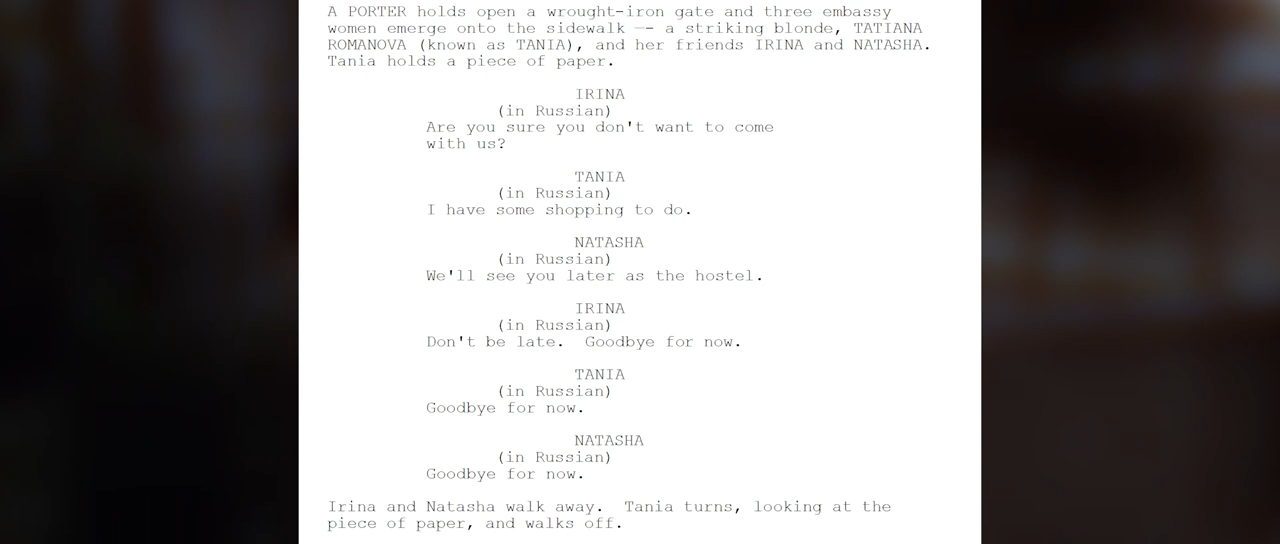 A PORTER holds open a wrought-iron gate and three embassy
women emerge onto the sidewalk –- a striking blonde, TATIANA
ROMANOVA (known as TANIA), and her friends IRINA and NATASHA.
Tania holds a piece of paper.
IRINA
(in Russian)
Are you sure you don't want to come
with us?
TANIA
(in Russian)
I have some shopping to do.
NATASHA
(in Russian)
We'll see you later as the hostel.
IRINA
(in Russian)
Don't be late.  Goodbye for now.
TANIA
(in Russian)
Goodbye for now.
NATASHA
(in Russian)
Goodbye for now.
Irina and Natasha walk away.  Tania turns, looking at the
piece of paper, and walks off.